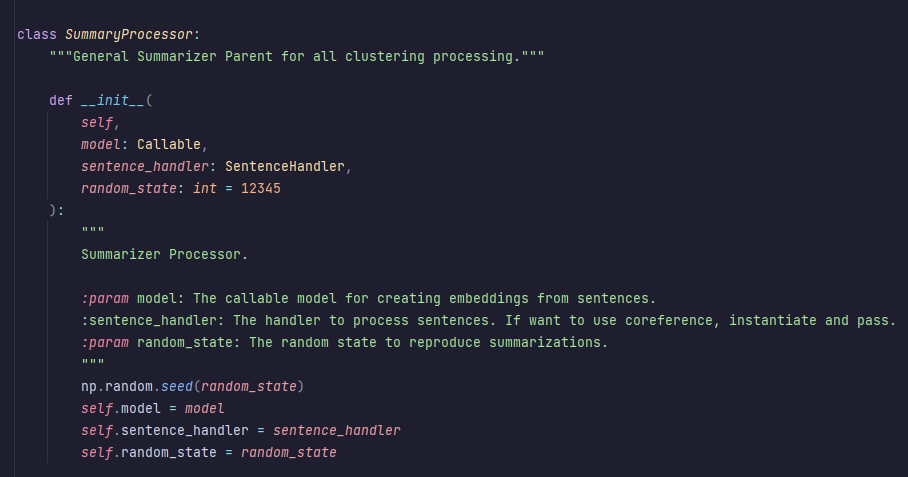 class SummaryProcessor:
    """General Summarizer Parent for all clustering processing."""

    def __init__(
        self,
        model: Callable,
        sentence_handler: SentenceHandler,
        random_state: int = 12345
    ):
        """
        Summarizer Processor.

        :param model: The callable model for creating embeddings from sentences.
        :sentence_handler: The handler to process sentences. If want to use coreference, instantiate and pass.
        :param random_state: The random state to reproduce summarizations.
        """
        np.random.seed(random_state)
        self.model = model
        self.sentence_handler = sentence_handler
        self.random_state = random_state